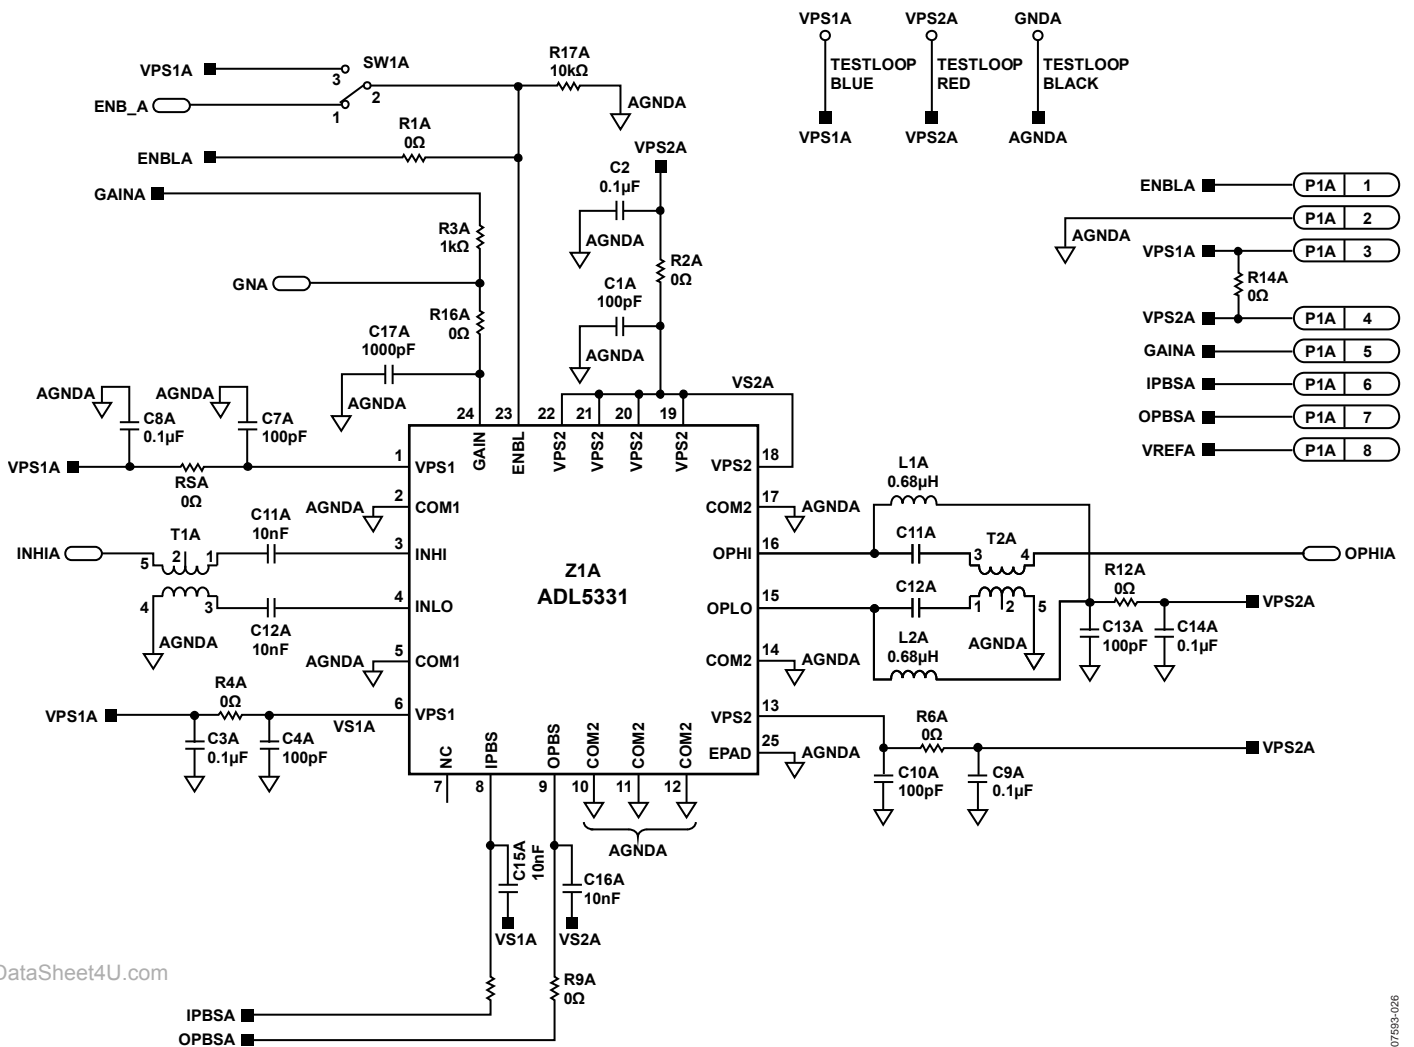 VPS1A
VPS2A
GNDA
TESTLOOP
BLUE
TESTLOOP
RED
TESTLOOP
BLACK
VPS1A
VPS2A
AGNDA
VPS1A
3
SW1A
2
ENB_A
1
R17A
10kΩ
AGNDA
R1A
0Ω
ENBLA
GAINA
VPS2A
C2
0.1µF
AGNDA
R3A
1kΩ
R2A
0Ω
GNA
C1A
100pF
AGNDA
R16A
0Ω
C17A
1000pF
AGNDA
VS2A
ENBLA
P1A 1
P1A 2
AGNDA
VPS1A
P1A 3
R14A
0Ω
VPS2A
P1A 4
GAINA
P1A 5
IPBSA
P1A 6
OPBSA
P1A 7
VREFA
P1A 8
AGNDA
C8A
0.1µF
AGNDA
C7A
100pF
VPS1A
RSA
0Ω
24
23
22
21
20
19
GAIN
ENBL
VPS2
VPS2
VPS2
VPS2
1
VPS1
2
COM1
AGNDA
3
INHI
4
INLO
5
COM1
AGNDA
6
VPS1
VS1A
INHIA
T1A
5
2
1
4
3
AGNDA
C11A
10nF
C12A
10nF
VPS1A
R4A
0Ω
C3A
0.1µF
C4A
100pF
Z1A
ADL5331
18
VPS2
17
COM2
AGNDA
16
OPHI
15
OPLO
14
COM2
AGNDA
13
VPS2
25
EPAD
AGNDA
L1A
0.68µH
C11A
T2A
3
4
OPHIA
C12A
1
2
5
AGNDA
L2A
0.68µH
R12A
0Ω
VPS2A
C13A
100pF
C14A
0.1µF
R6A
0Ω
VPS2A
C10A
100pF
C9A
0.1µF
NC
IPBS
OPBS
COM2
COM2
COM2
7
8
9
10
11
12
AGNDA
C15A
10nF
VS1A
C16A
10nF
VS2A
R9A
0Ω
IPBSA
OPBSA
DataSheet4U.com
07593-026